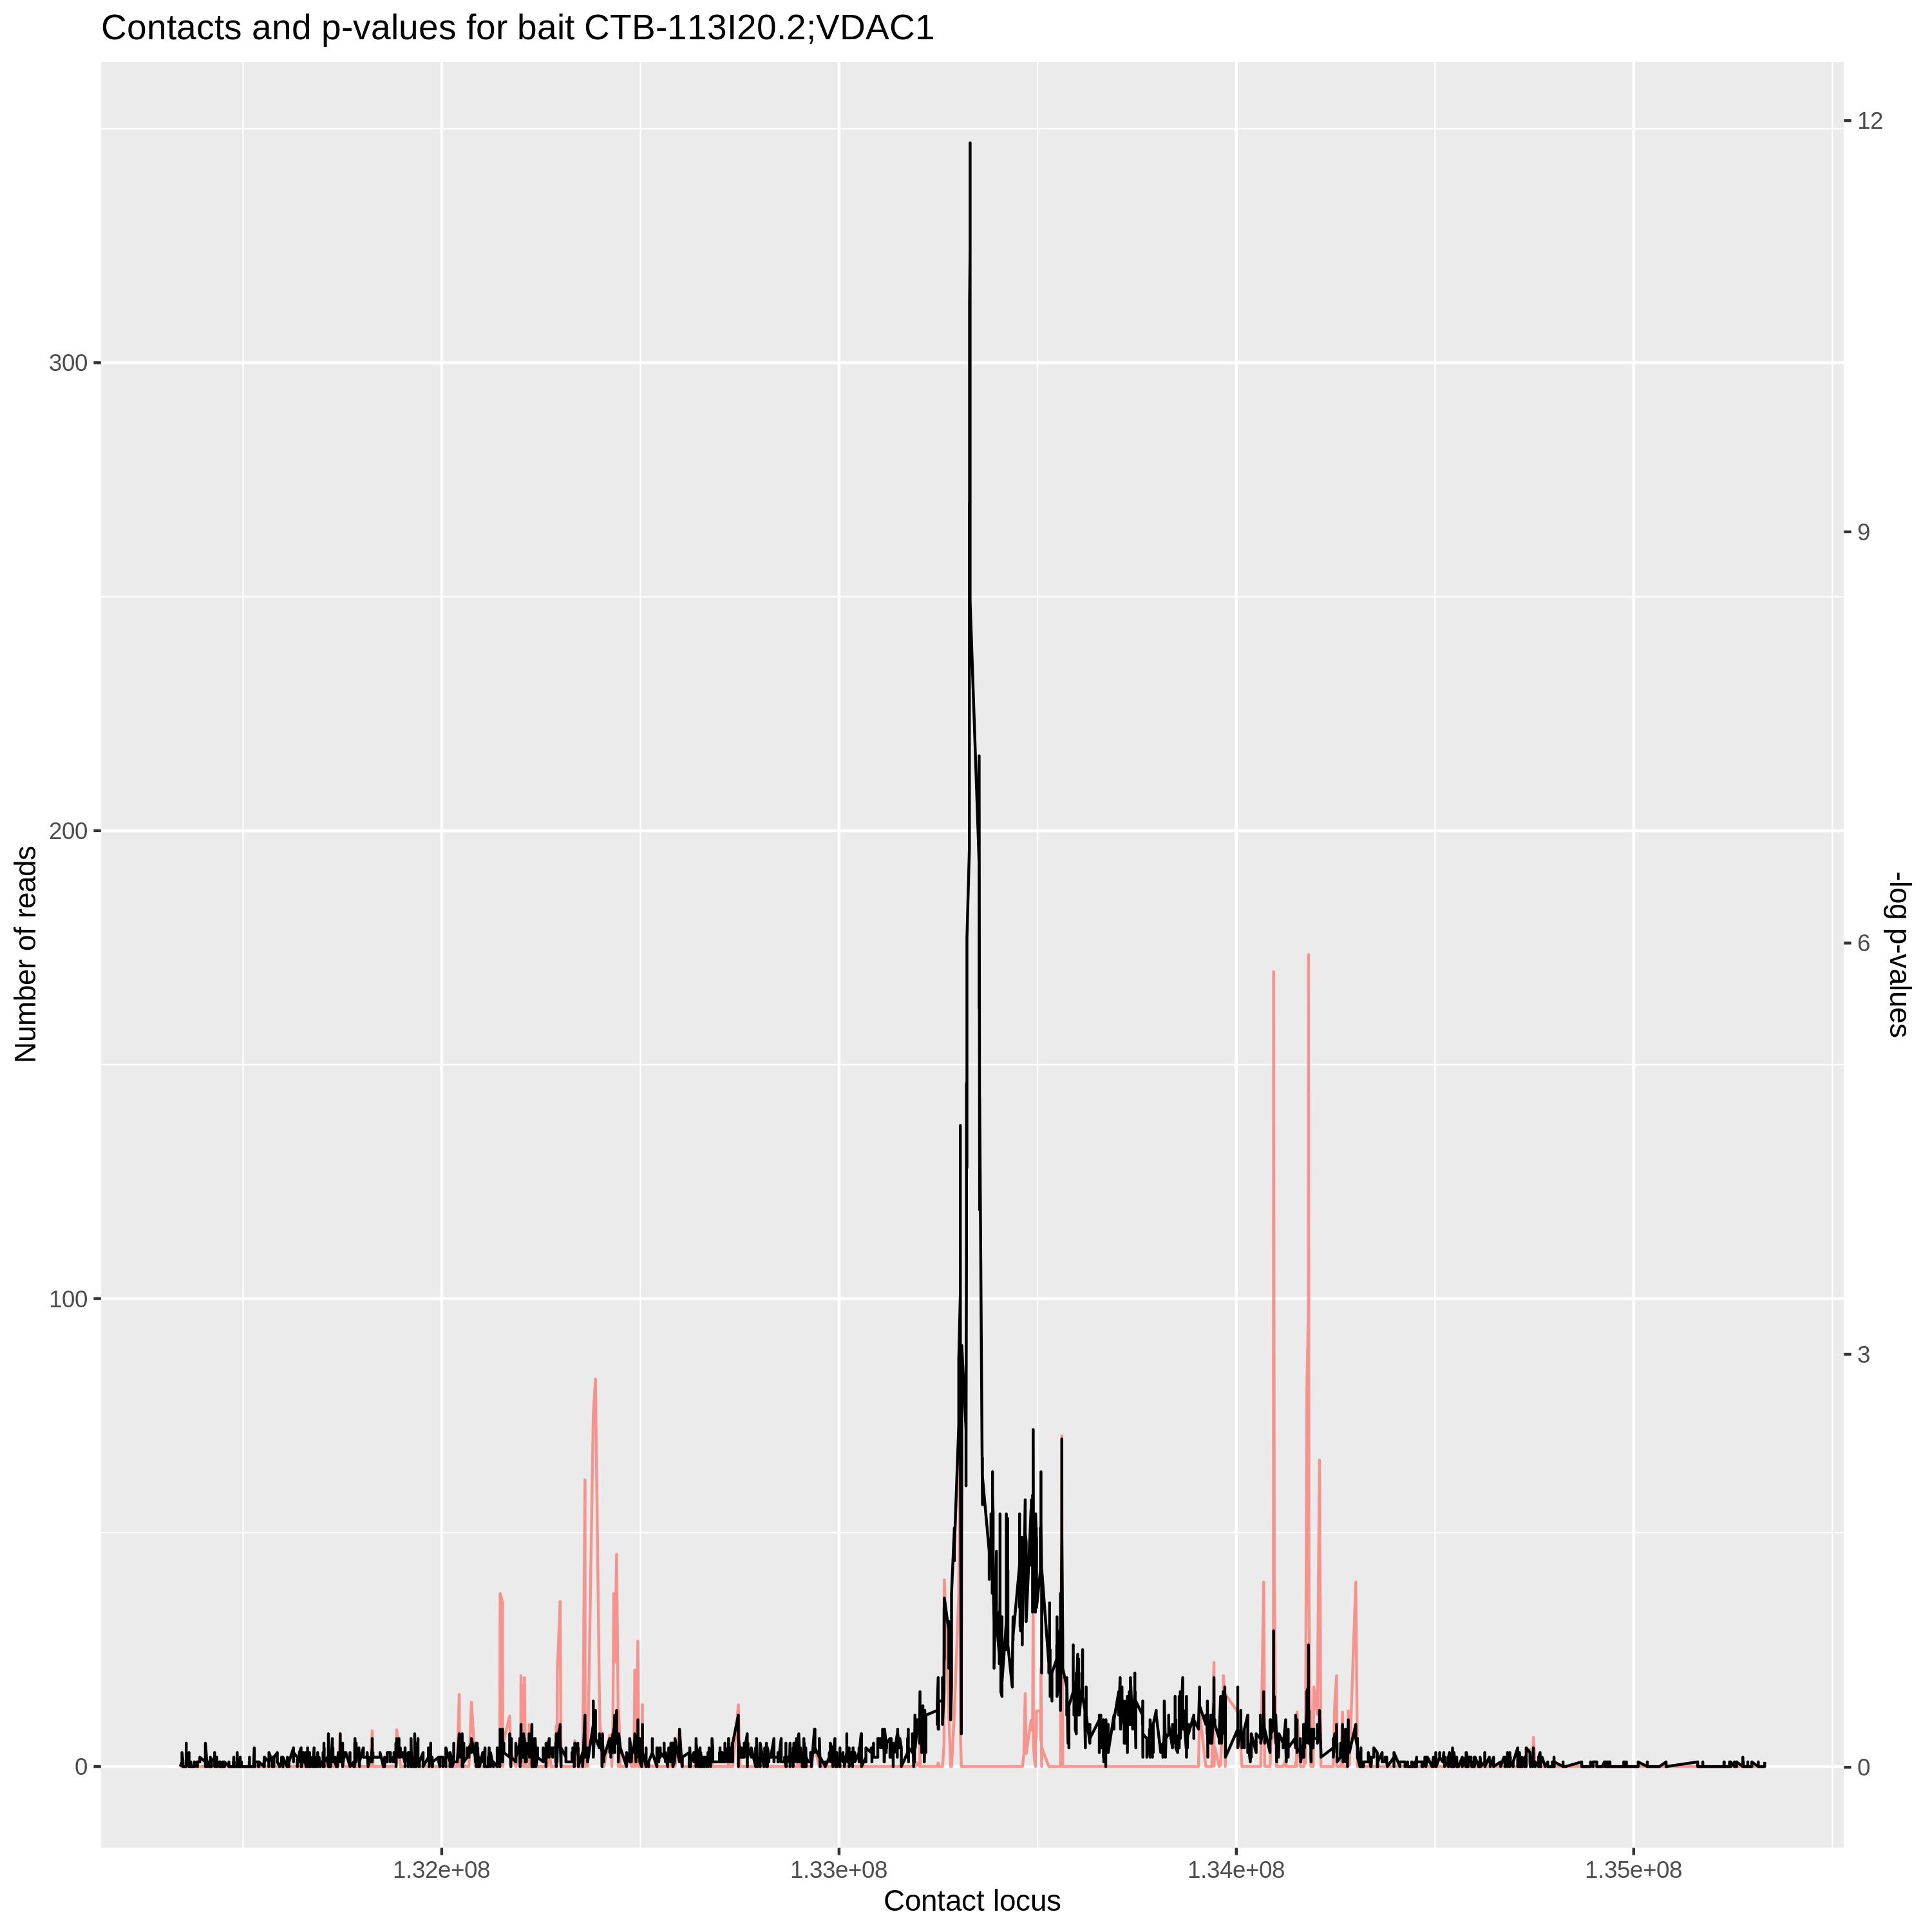 Contacts and p-values for bait CTB-113I20.2;VDAC1
12
9
6
3
0
300
200
100
0
Number of reads
-log p-values
1.32e+08
1.33e+08
1.34e+08
1.35e+08
Contact locus